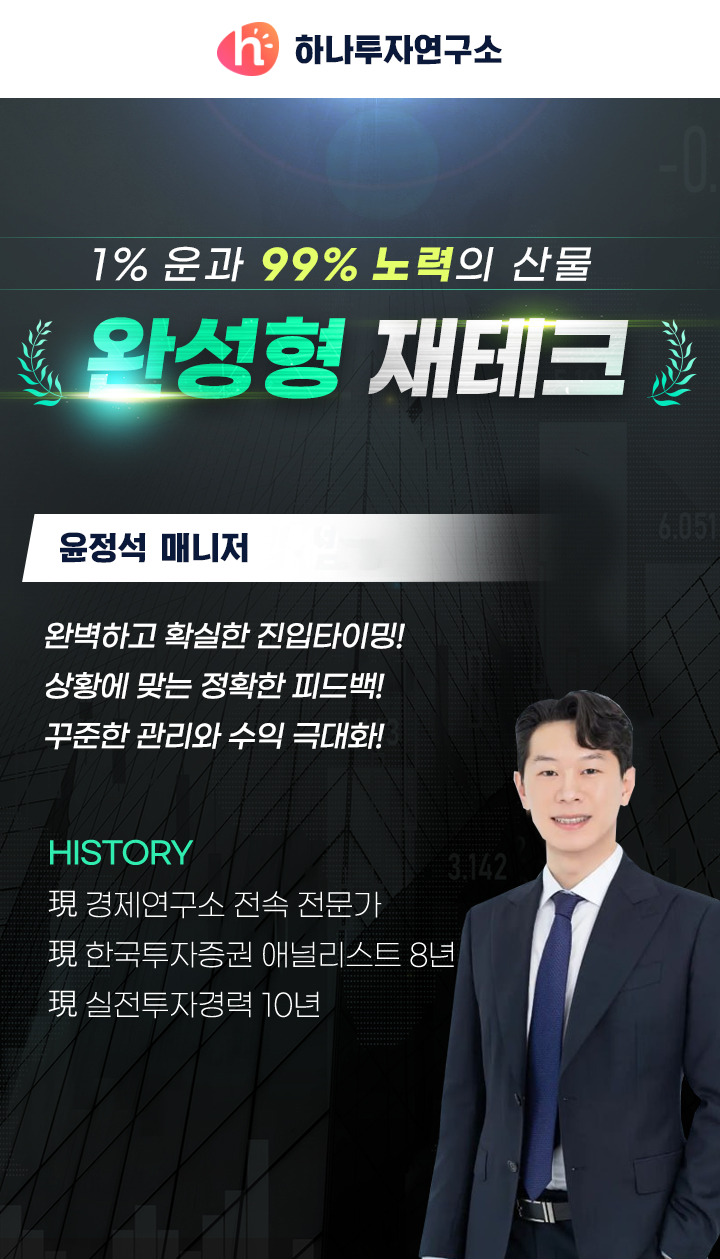 하나투자연구소
-0.
1% 운과 99% 노력의 산물
완성형 재테크
6.051
윤정석 매니저
완벽하고 확실한 진입타이밍!
상황에 맞는 정확한 피드백!
꾸준한 관리와 수익 극대화!
HISTORY
3.142
現 경제연구소 전속 전문가
現 한국투자증권 애널리스트 8년
現 실전투자경력 10년